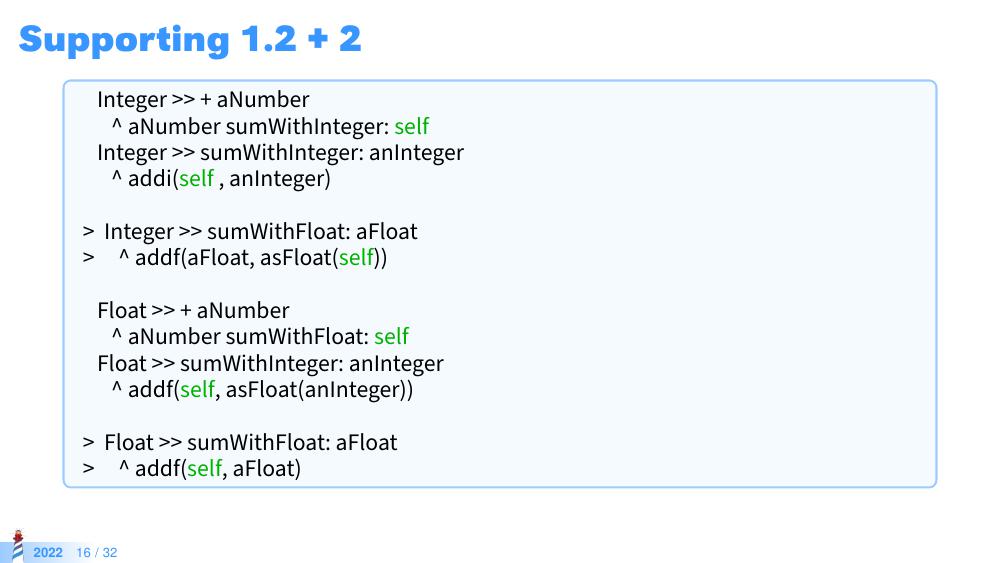 Supporting 1.2 + 2
Integer >> + aNumber
^ aNumber sumWithInteger: self
Integer >> sumWithInteger: anInteger
^ addi(self , anInteger)
> Integer >> sumWithFloat: aFloat
> ^ addf(aFloat, asFloat(self))
Float >> + aNumber
^ aNumber sumWithFloat: self
Float >> sumWithInteger: anInteger
^ addf(self, asFloat(anInteger))
> Float >> sumWithFloat: aFloat
> ^ addf(self, aFloat)
2022 16 / 32